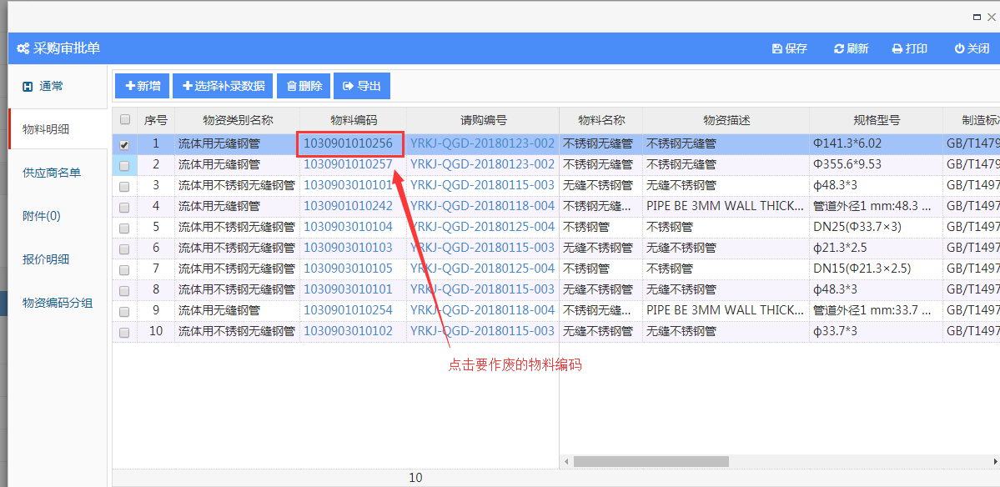 采购审批单 保存 刷新 打印 关闭
通常
物料明细
供应商名单
附件(0)
报价明细
物资编码分组
新增 选择补录数据 删除 导出
序号 物资类别名称 物料编码 请购编号 物料名称 物资描述 规格型号 制造标
1 流体用无缝钢管 1030901010256 YRKJ-QGD-20180123-002 不锈钢无缝管 不锈钢无缝管 Φ141.3*6.02 GB/T1479
2 流体用无缝钢管 1030901010257 YRKJ-QGD-20180123-002 不锈钢无缝管 不锈钢无缝管 Φ355.6*9.53 GB/T1479
3 流体用不锈钢无缝钢管 1030903010101 YRKJ-QGD-20180115-003 无缝不锈钢管 无缝不锈钢管 ф48.3*3 GB/T1497
4 流体用无缝钢管 1030901010242 YRKJ-QGD-20180118-004 不锈钢无缝... PIPE BE 3MM WALL THICK... 管道外径1 mm:48.3 ... GB/T1497
5 流体用不锈钢无缝钢管 1030903010104 YRKJ-QGD-20180125-004 不锈钢管 不锈钢管 DN25(Φ33.7×3) GB/T1497
6 流体用不锈钢无缝钢管 1030903010103 YRKJ-QGD-20180115-003 无缝不锈钢管 无缝不锈钢管 ф21.3*2.5 GB/T1497
7 流体用不锈钢无缝钢管 1030903010105 YRKJ-QGD-20180125-004 不锈钢管 不锈钢管 DN15(Φ21.3×2.5) GB/T1497
8 流体用不锈钢无缝钢管 1030903010101 YRKJ-QGD-20180115-003 无缝不锈钢管 无缝不锈钢管 ф48.3*3 GB/T1497
9 流体用无缝钢管 1030901010254 YRKJ-QGD-20180118-004 不锈钢无缝... PIPE BE 3MM WALL THICK... 管道外径1 mm:33.7 ... GB/T1497
10 流体用不锈钢无缝钢管 1030903010102 YRKJ-QGD-20180115-003 无缝不锈钢管 无缝不锈钢管 ф33.7*3 GB/T1497
点击要作废的物料编码
10